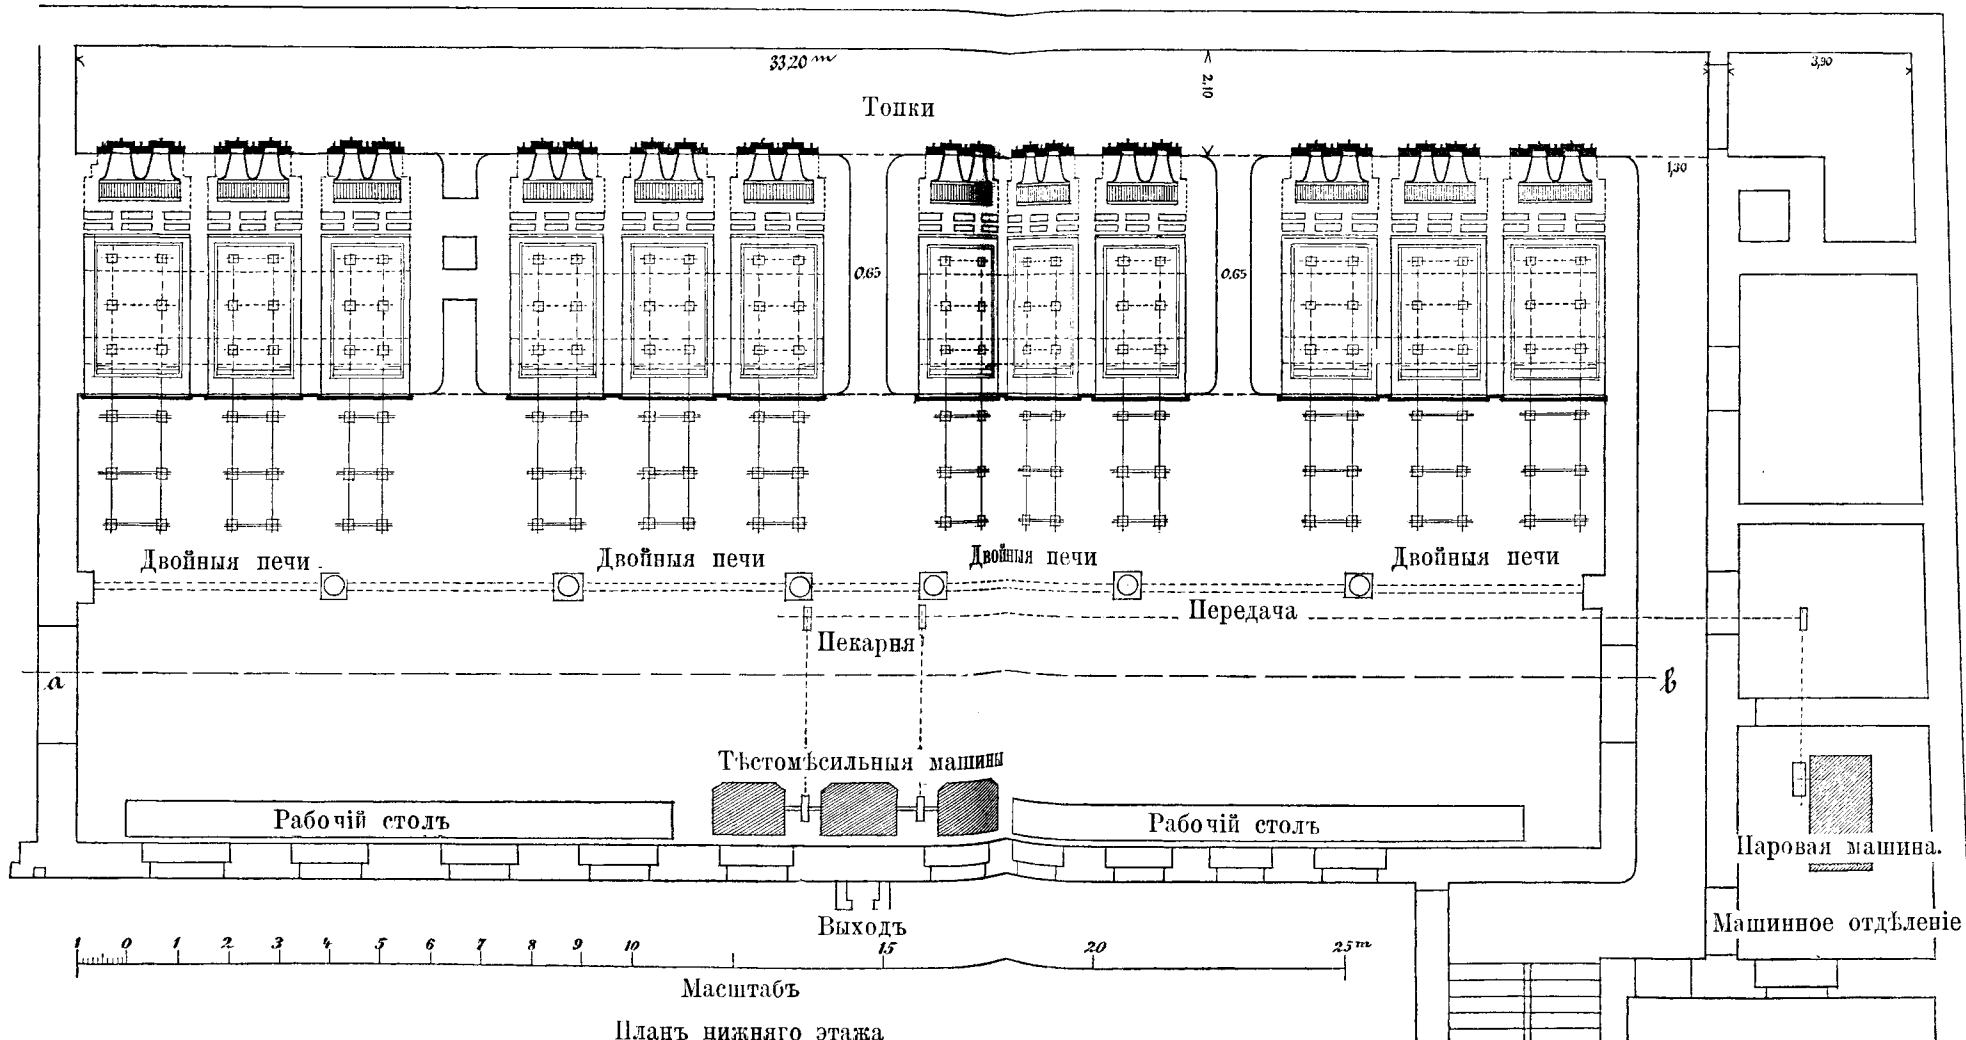 33,20 m
2,10
3,90
Топки
1,30
0,65
0,65
Двойныя печи
Двойныя печи
Двойныя печи
Двойныя печи
Передача
Пекарня
a
b
Тѣстомѣсильныя машины
Рабочій столъ
Рабочій столъ
Паровая машина.
Выходъ
Машинное отдѣленіе
1 0 1 2 3 4 5 6 7 8 9 10 15 20 25 m
Масштабъ
Планъ нижняго этажа